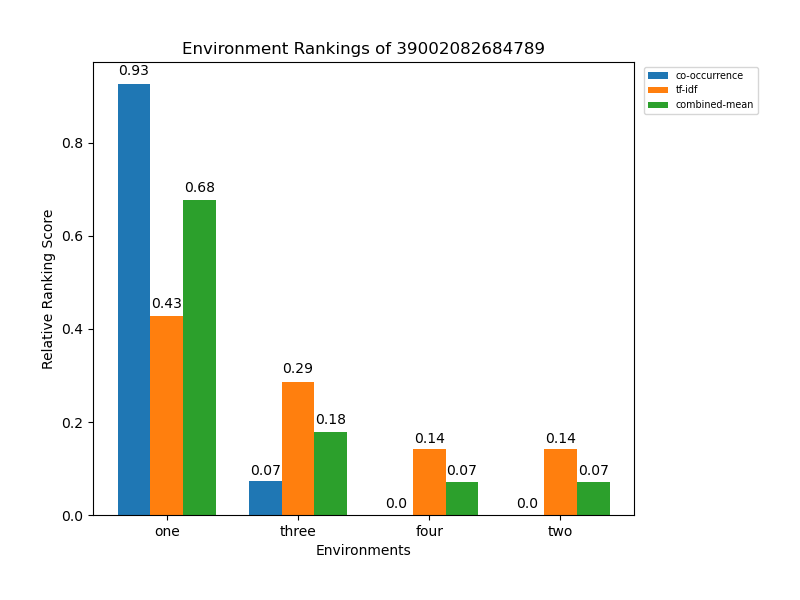 Environment Rankings of 39002082684789
co-occurrence
tf-idf
combined-mean
Relative Ranking Score
0.8
0.6
0.4
0.2
0.0
0.93
0.43
0.68
0.07
0.29
0.18
0.0
0.14
0.07
0.0
0.14
0.07
one
three
four
two
Environments